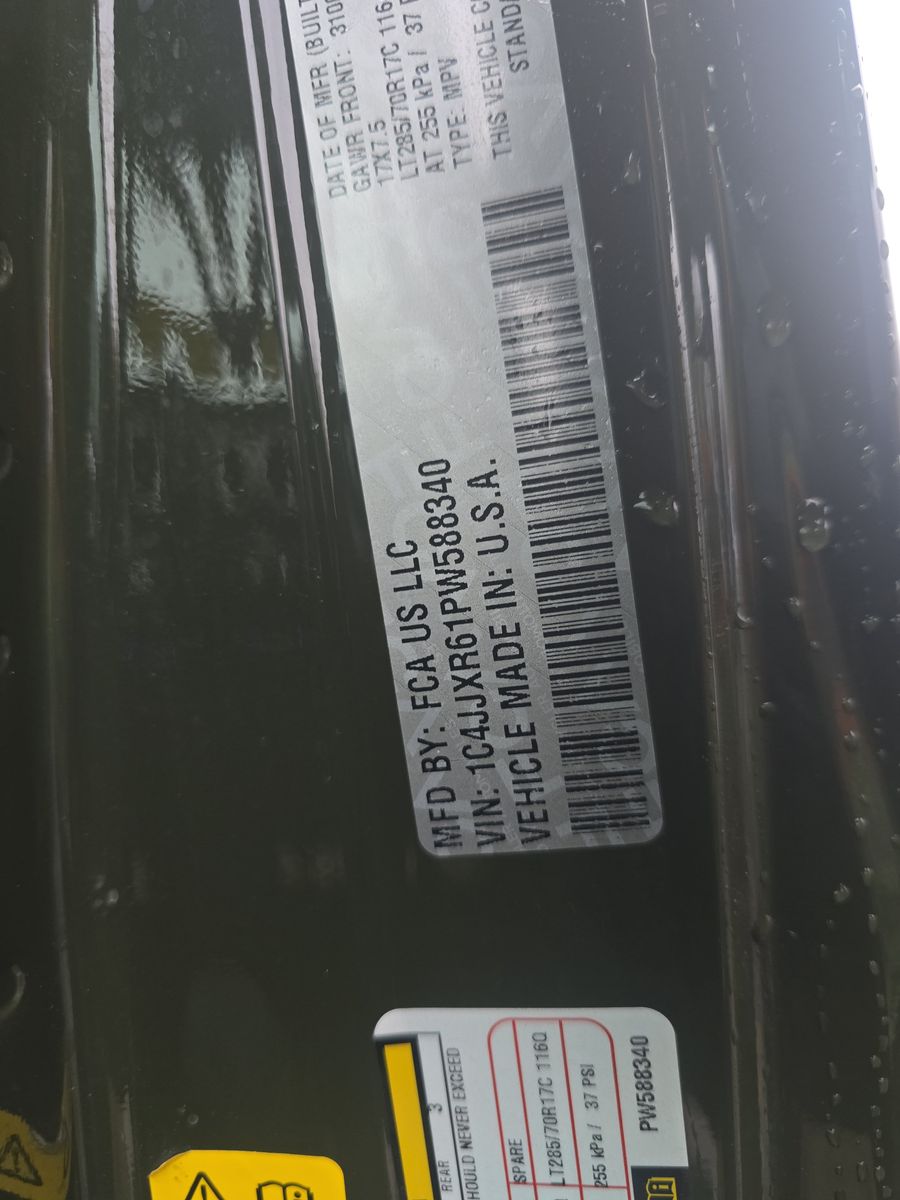 MFD BY: FCA US LLC
VIN: 1C4JJXR61PW588340
VEHICLE MADE IN: U.S.A.
DATE OF MFR (BUILT
GAWR FRONT: 310
17X7.5
LT285/70R17C 116
AT 255 kPa / 37
TYPE: MPV
THIS VEHICLE C
STAND
REAR 3
HOULD NEVER EXCEED
SPARE
LT285/70R17C 116Q
255 kPa / 37 PSI
PW588340